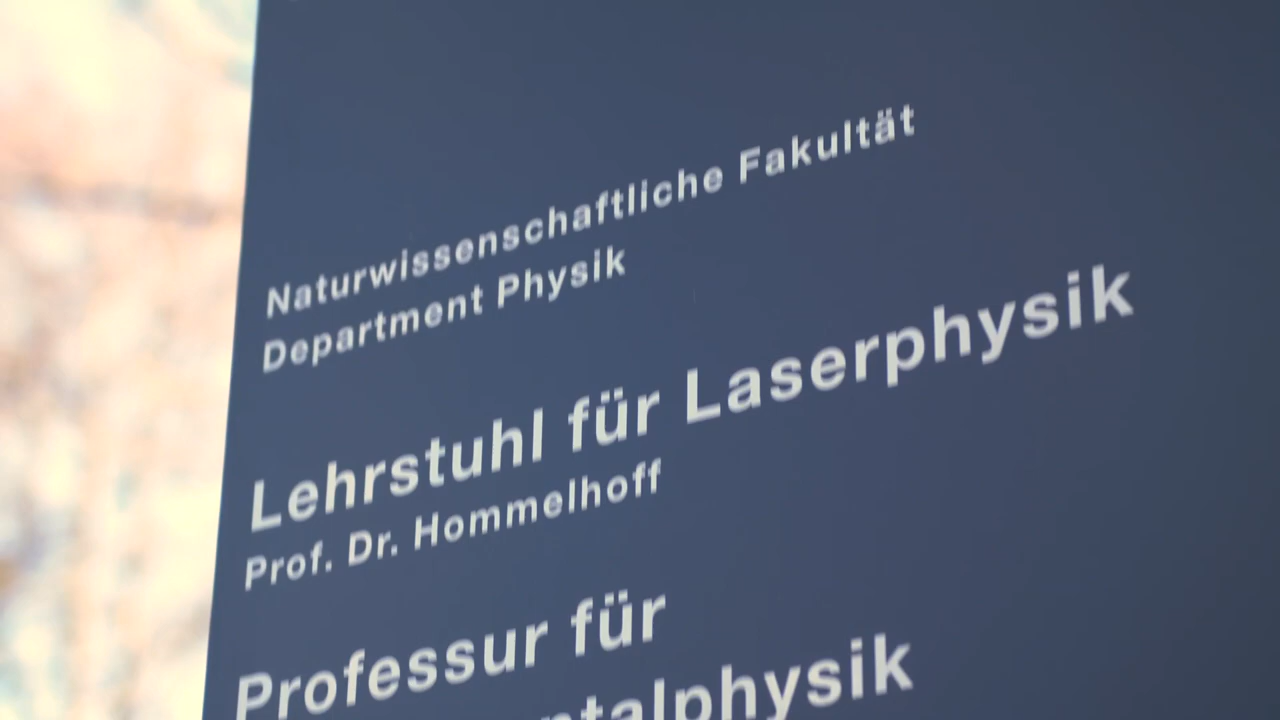 Naturwissenschaftliche Fakultät
Department Physik
Lehrstuhl für Laserphysik
Prof. Dr. Hommelhoff
Professur für